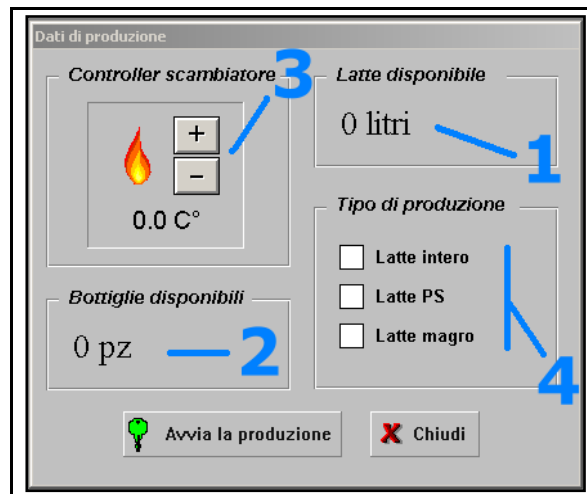 Dati di produzione
Controller scambiatore
3
+
-
0.0 C°
Latte disponibile
0 litri
1
Tipo di produzione
Latte intero
Latte PS
Latte magro
4
Bottiglie disponibili
0 pz
2
Avvia la produzione
Chiudi